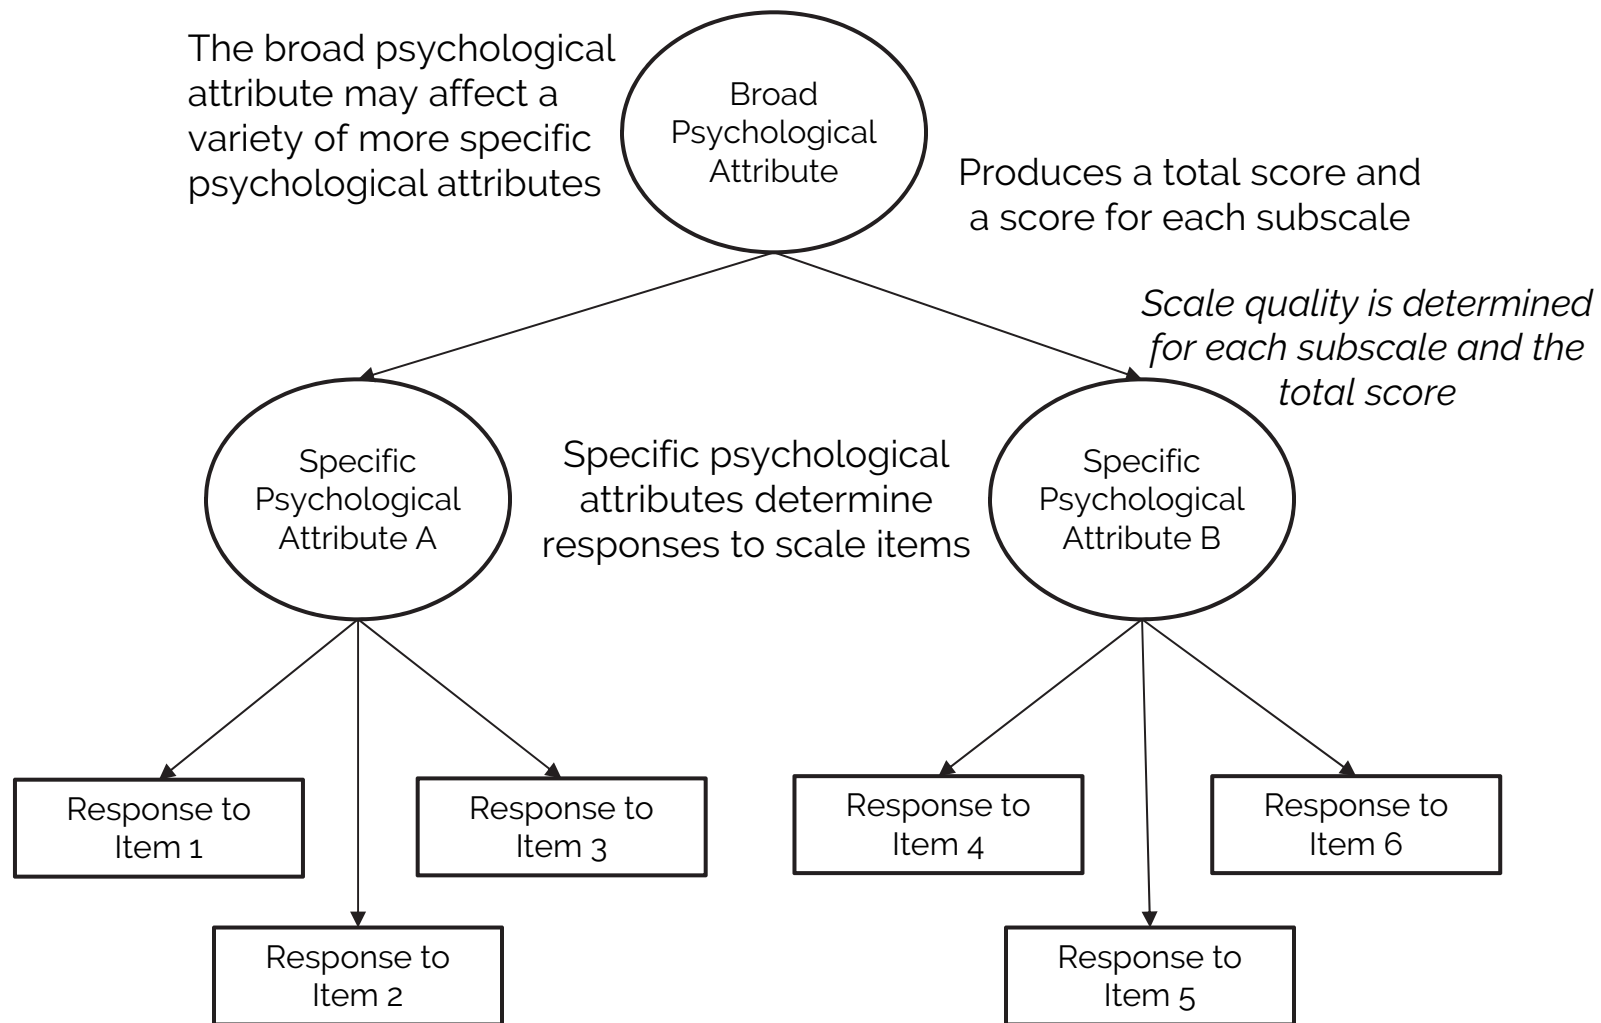 The broad psychological
attribute may affect a
variety of more specific
psychological attributes
Broad
Psychological
Attribute
Produces a total score and
a score for each subscale
Scale quality is determined
for each subscale and the
total score
Specific
Psychological
Attribute A
Specific psychological
attributes determine
responses to scale items
Specific
Psychological
Attribute B
Response to
Item 1
Response to
Item 3
Response to
Item 4
Response to
Item 6
Response to
Item 2
Response to
Item 5